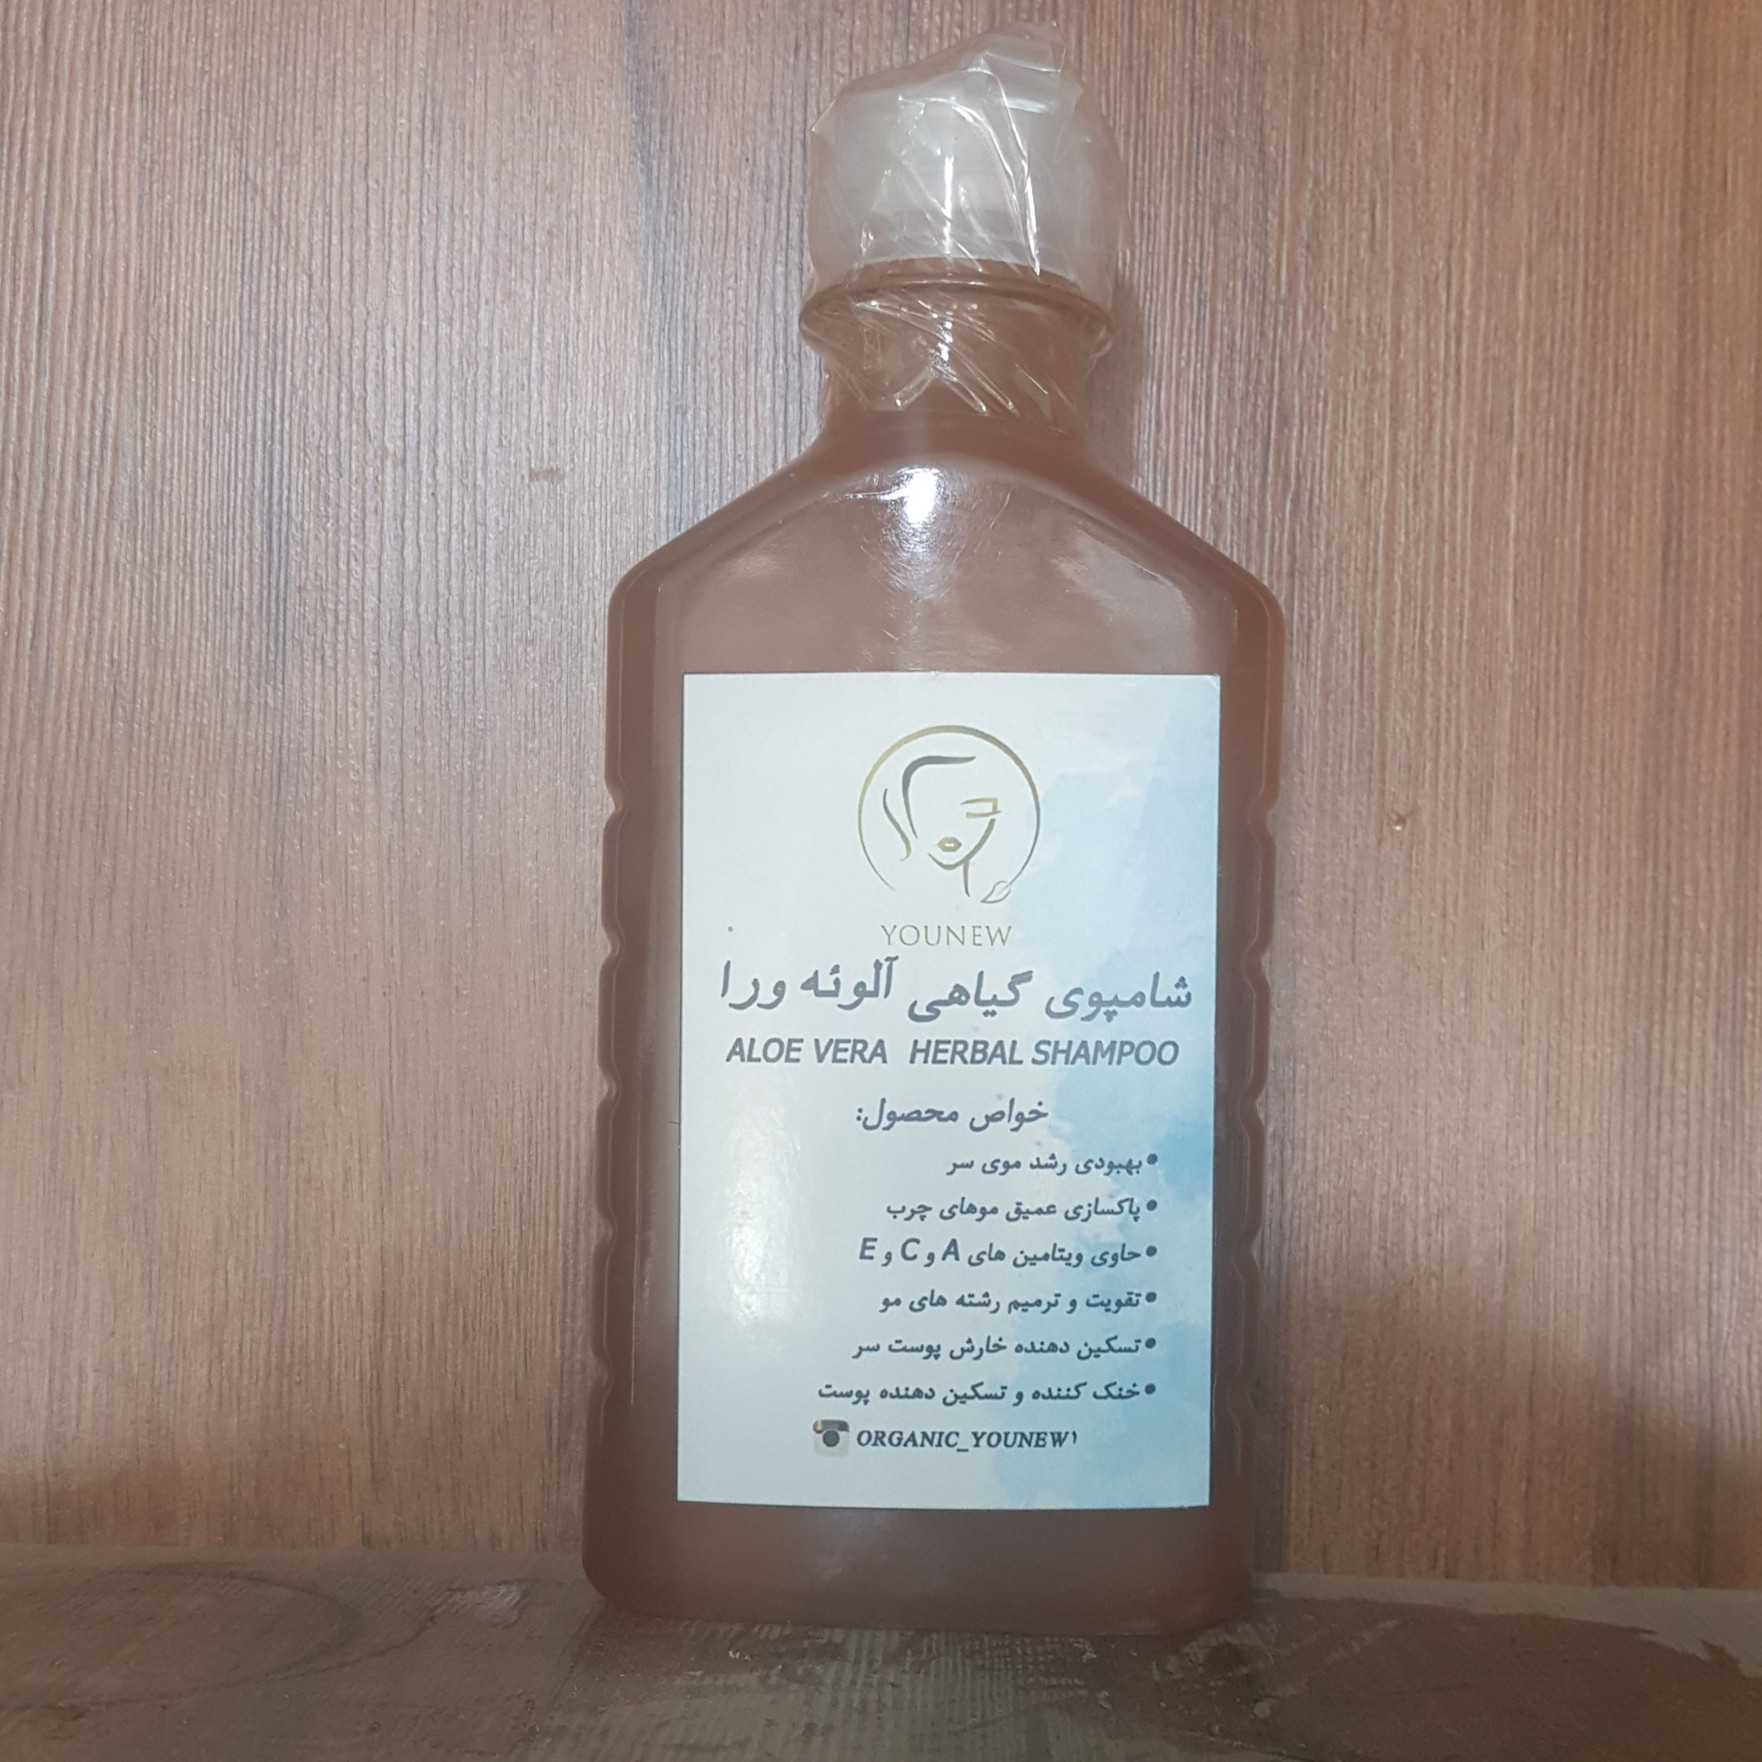 YOUNEW
شامپوی گیاهی آلوئه ورا
ALOE VERA HERBAL SHAMPOO
خواص محصول:
•بهبودی رشد موی سر
•پاکسازی عمیق موهای چرب
•حاوی ویتامین های A و C و E
•تقویت و ترمیم رشته های مو
•تسکین دهنده خارش پوست سر
•خنک کننده و تسکین دهنده پوست
ORGANIC_YOUNEW۱